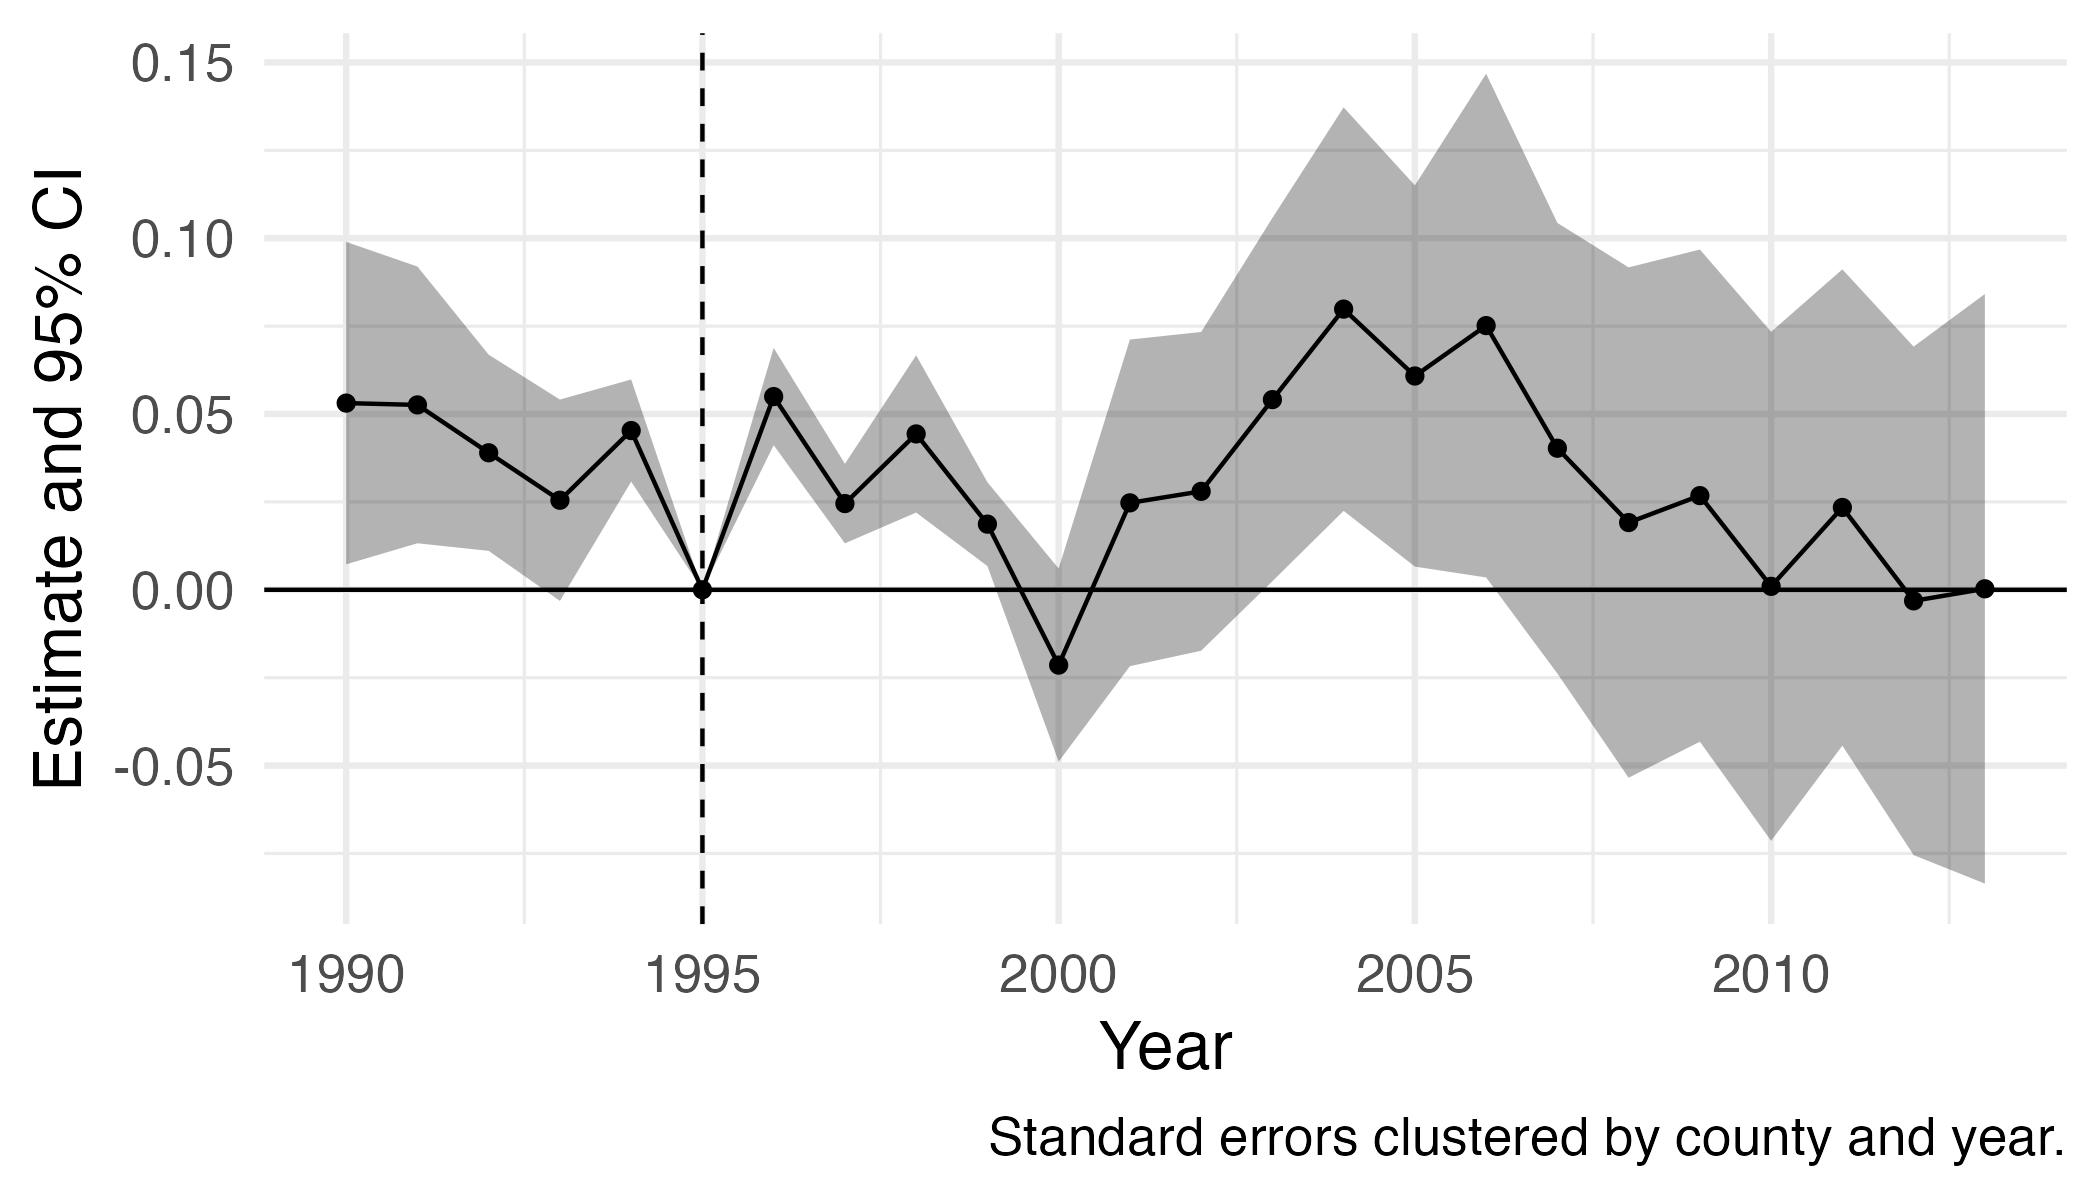 Estimate and 95% CI
0.15
0.10
0.05
0.00
-0.05
1990 1995 2000 2005 2010
Year
Standard errors clustered by county and year.